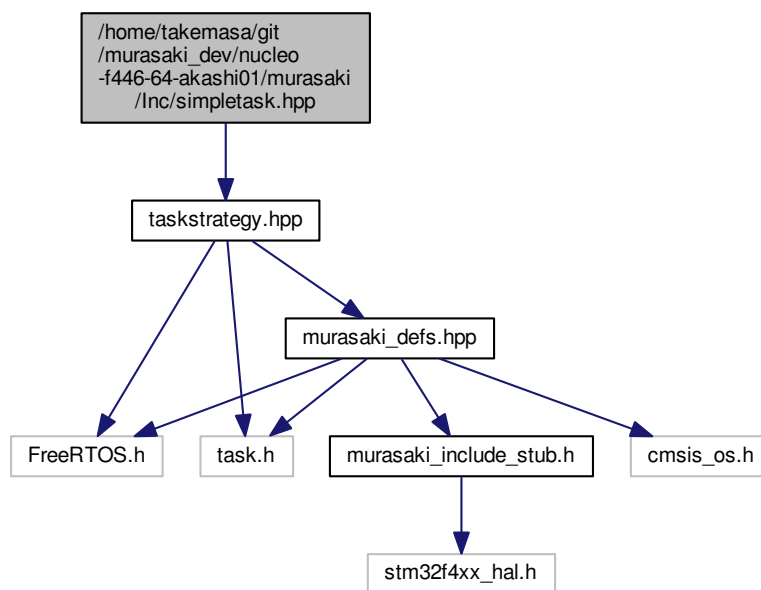 /home/takemasa/git
/murasaki_dev/nucleo
-f446-64-akashi01/murasaki
/Inc/simpletask.hpp
taskstrategy.hpp
murasaki_defs.hpp
FreeRTOS.h
task.h
murasaki_include_stub.h
cmsis_os.h
stm32f4xx_hal.h